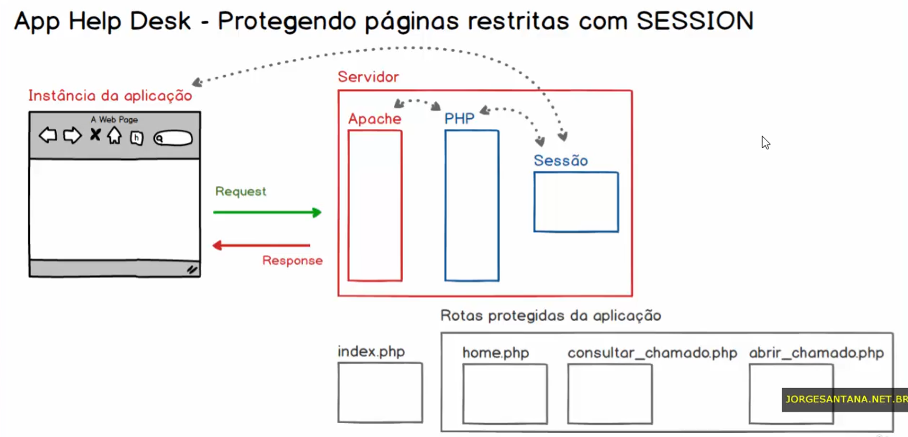 App Help Desk - Protegendo páginas restritas com SESSION
Servidor
Instância da aplicação
A Web Page
h
Apache
PHP
Sessão
Request
Response
Rotas protegidas da aplicação
index.php
home.php
consultar_chamado.php
abrir_chamado.php
JORGESANTANA.NET.BR